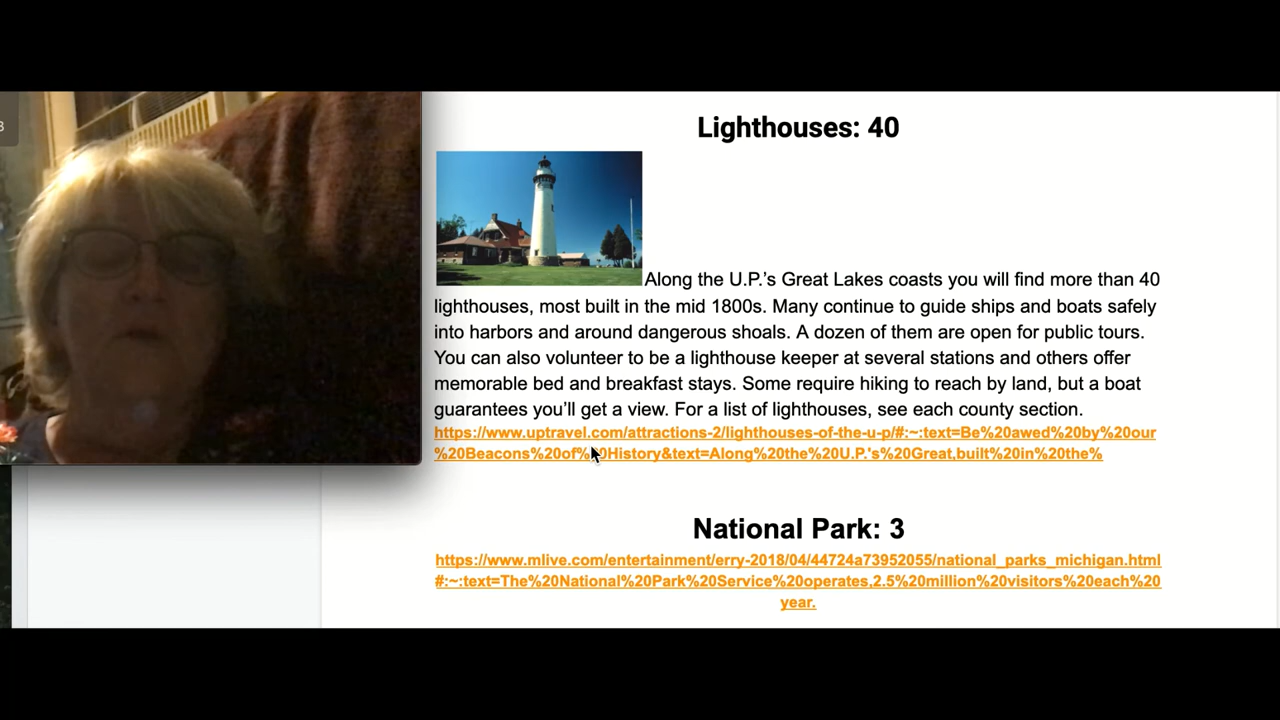 3
Lighthouses: 40
Along the U.P.’s Great Lakes coasts you will find more than 40
lighthouses, most built in the mid 1800s. Many continue to guide ships and boats safely
into harbors and around dangerous shoals. A dozen of them are open for public tours.
You can also volunteer to be a lighthouse keeper at several stations and others offer
memorable bed and breakfast stays. Some require hiking to reach by land, but a boat
guarantees you’ll get a view. For a list of lighthouses, see each county section.
https://www.uptravel.com/attractions-2/lighthouses-of-the-u-p/#:~:text=Be%20awed%20by%20our
%20Beacons%20of%20History&text=Along%20the%20U.P.'s%20Great,built%20in%20the%
National Park: 3
https://www.mlive.com/entertainment/erry-2018/04/44724a73952055/national_parks_michigan.html
#:~:text=The%20National%20Park%20Service%20operates,2.5%20million%20visitors%20each%20
year.